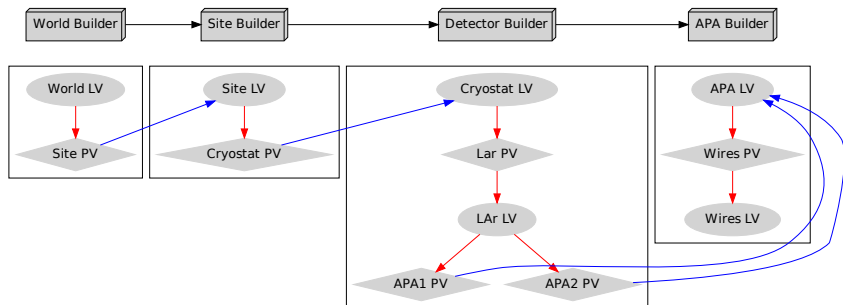 World Builder
Site Builder
Detector Builder
APA Builder
World LV
Site LV
Cryostat LV
APA LV
Site PV
Cryostat PV
Lar PV
Wires PV
LAr LV
Wires LV
APA1 PV
APA2 PV